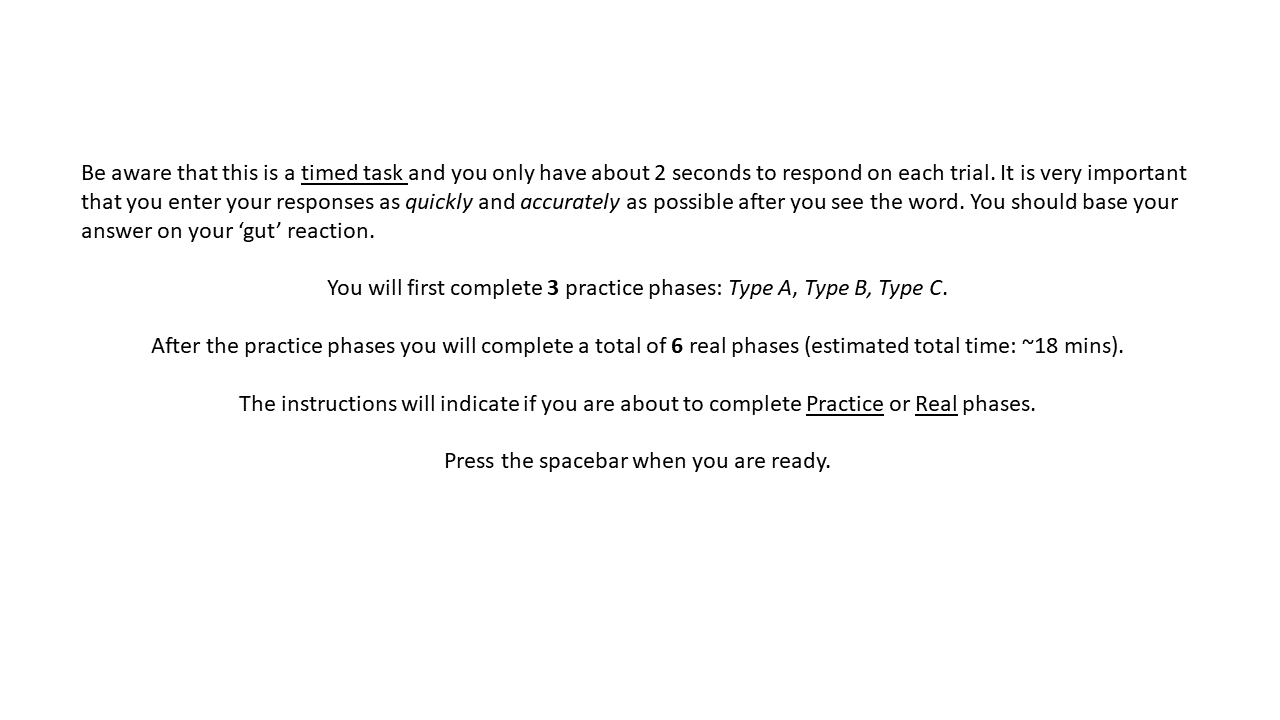 Be aware that this is a timed task and you only have about 2 seconds to respond on each trial. It is very important
that you enter your responses as quickly and accurately as possible after you see the word. You should base your
answer on your ‘gut’ reaction.
You will first complete 3 practice phases: Type A, Type B, Type C.
After the practice phases you will complete a total of 6 real phases (estimated total time: ~18 mins).
The instructions will indicate if you are about to complete Practice or Real phases.
Press the spacebar when you are ready.